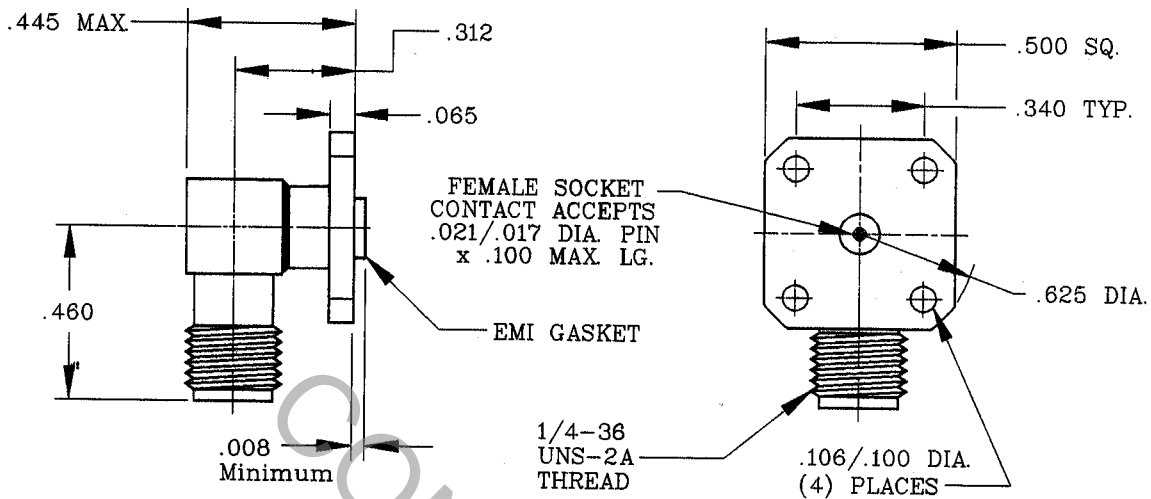 .445 MAX.
.312
.065
.500 SQ.
.340 TYP.
FEMALE SOCKET
CONTACT ACCEPTS
.021/.017 DIA. PIN
x .100 MAX. LG.
.625 DIA.
.460
EMI GASKET
.008
Minimum
1/4-36
UNS-2A
THREAD
.106/.100 DIA.
(4) PLACES